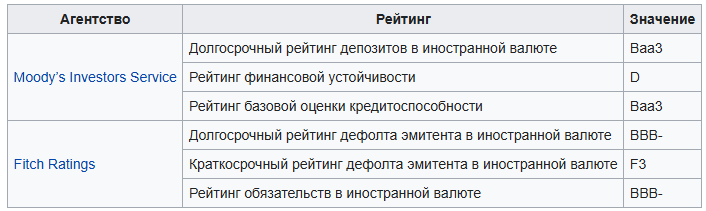 Агентство Рейтинг Значение
Долгосрочный рейтинг депозитов в иностранной валюте Baa3
Moody’s Investors Service Рейтинг финансовой устойчивости D
Рейтинг базовой оценки кредитоспособности Baa3
Долгосрочный рейтинг дефолта эмитента в иностранной валюте BBB-
Fitch Ratings Краткосрочный рейтинг дефолта эмитента в иностранной валюте F3
Рейтинг обязательств в иностранной валюте BBB-